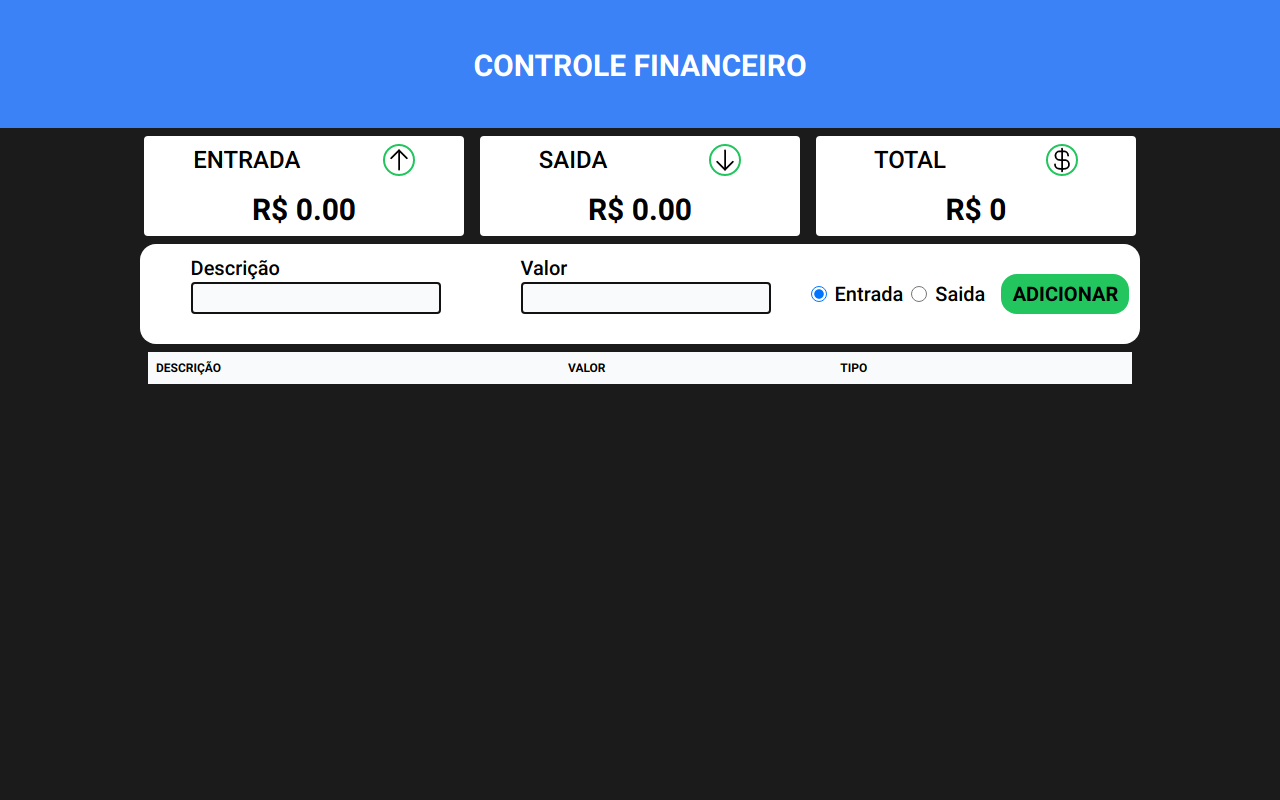 CONTROLE FINANCEIRO
ENTRADA
R$ 0.00
SAIDA
R$ 0.00
TOTAL
$
R$ 0
Descrição
Valor
Entrada Saida ADICIONAR
DESCRIÇÃO VALOR TIPO